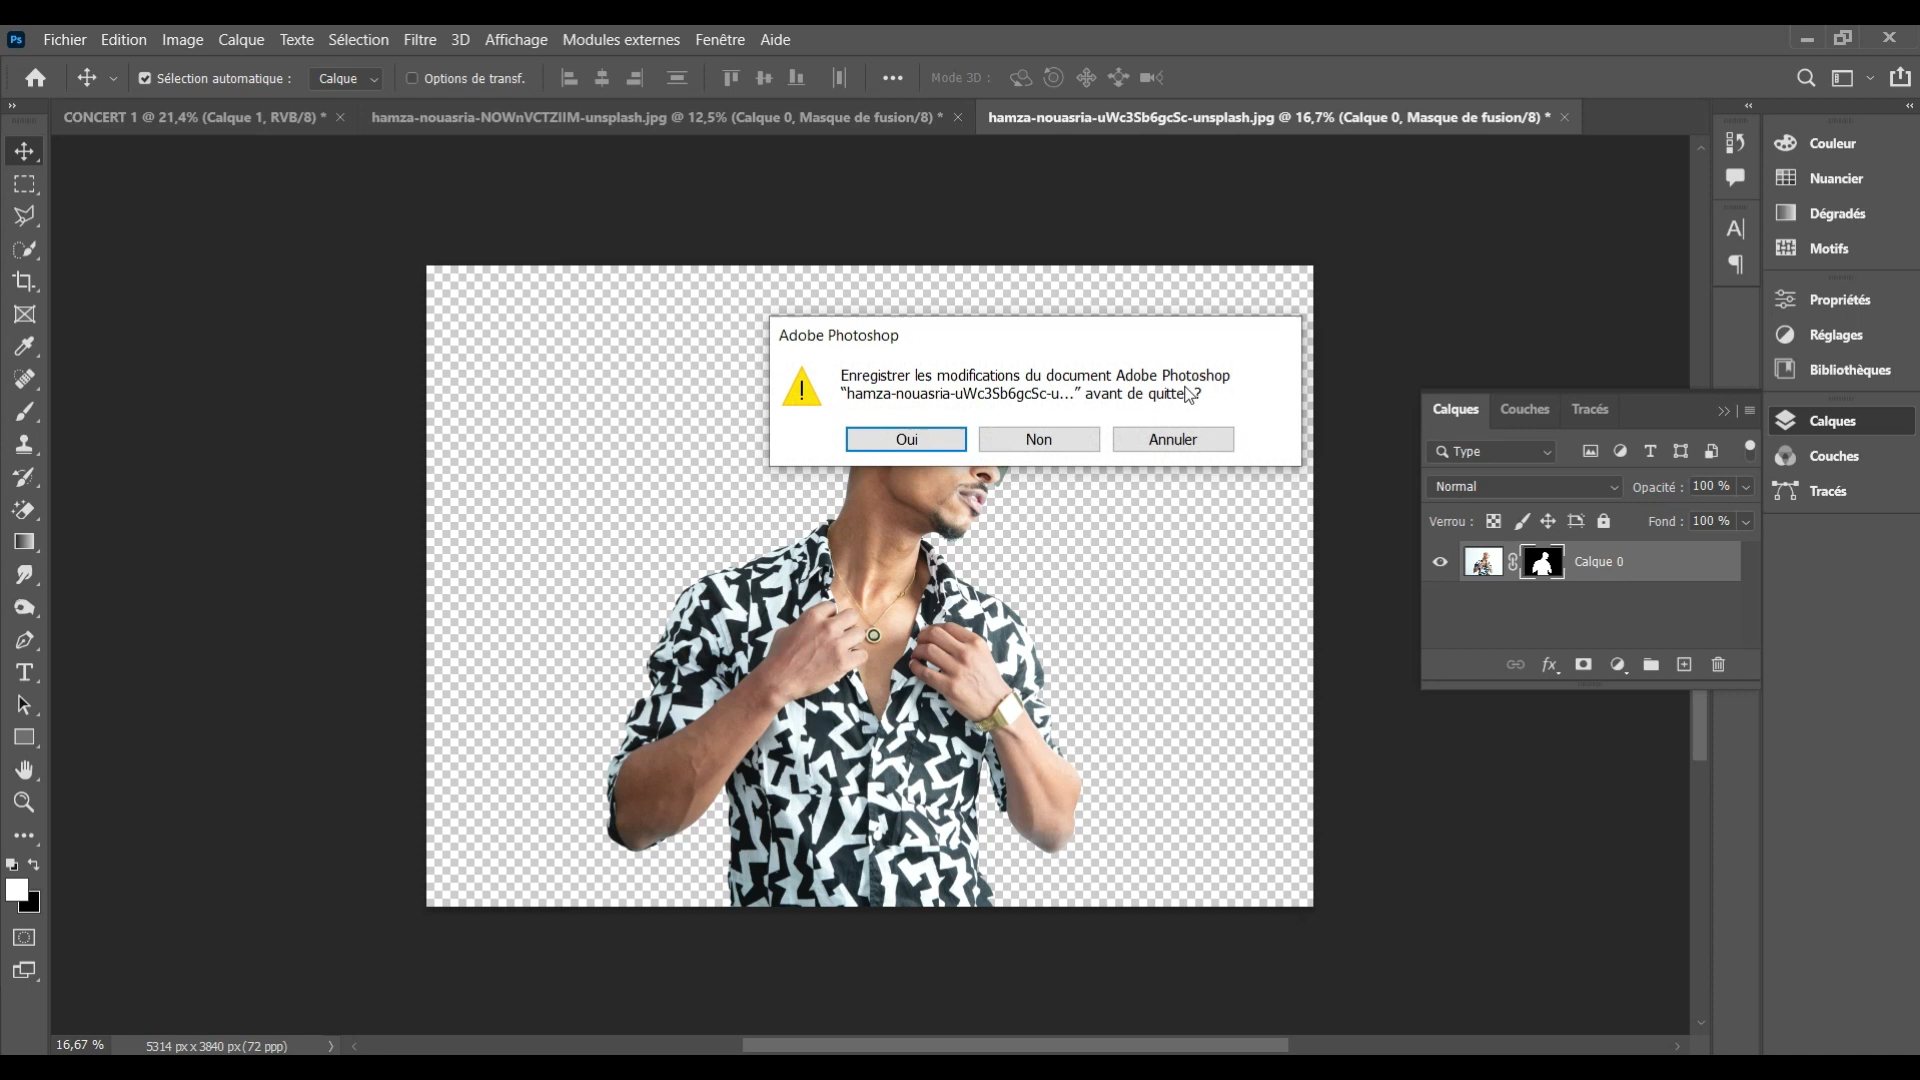 Ps Fichier Edition Image Calque Texte Sélection Filtre 3D Affichage Modules externes Fenêtre Aide
Sélection automatique : Calque Options de transf. Mode 3D :
CONCERT 1 @ 21,4% (Calque 1, RVB/8) * hamza-nouasria-NOWnVCTZIIM-unsplash.jpg @ 12,5% (Calque 0, Masque de fusion/8) * hamza-nouasria-uWc3Sb6gcSc-unsplash.jpg @ 16,7% (Calque 0, Masque de fusion/8) *
Couleur
Nuancier
Dégradés
Motifs
Propriétés
Réglages
Bibliothèques
Calques
Couches
Tracés
Adobe Photoshop
Enregistrer les modifications du document Adobe Photoshop
“hamza-nouasria-uWc3Sb6gcSc-u...” avant de quitter ?
Oui Non Annuler
Calques Couches Tracés
Type
Normal Opacité : 100 %
Verrou : Fond : 100 %
Calque 0
fx
16,67 % 5314 px x 3840 px (72 ppp)